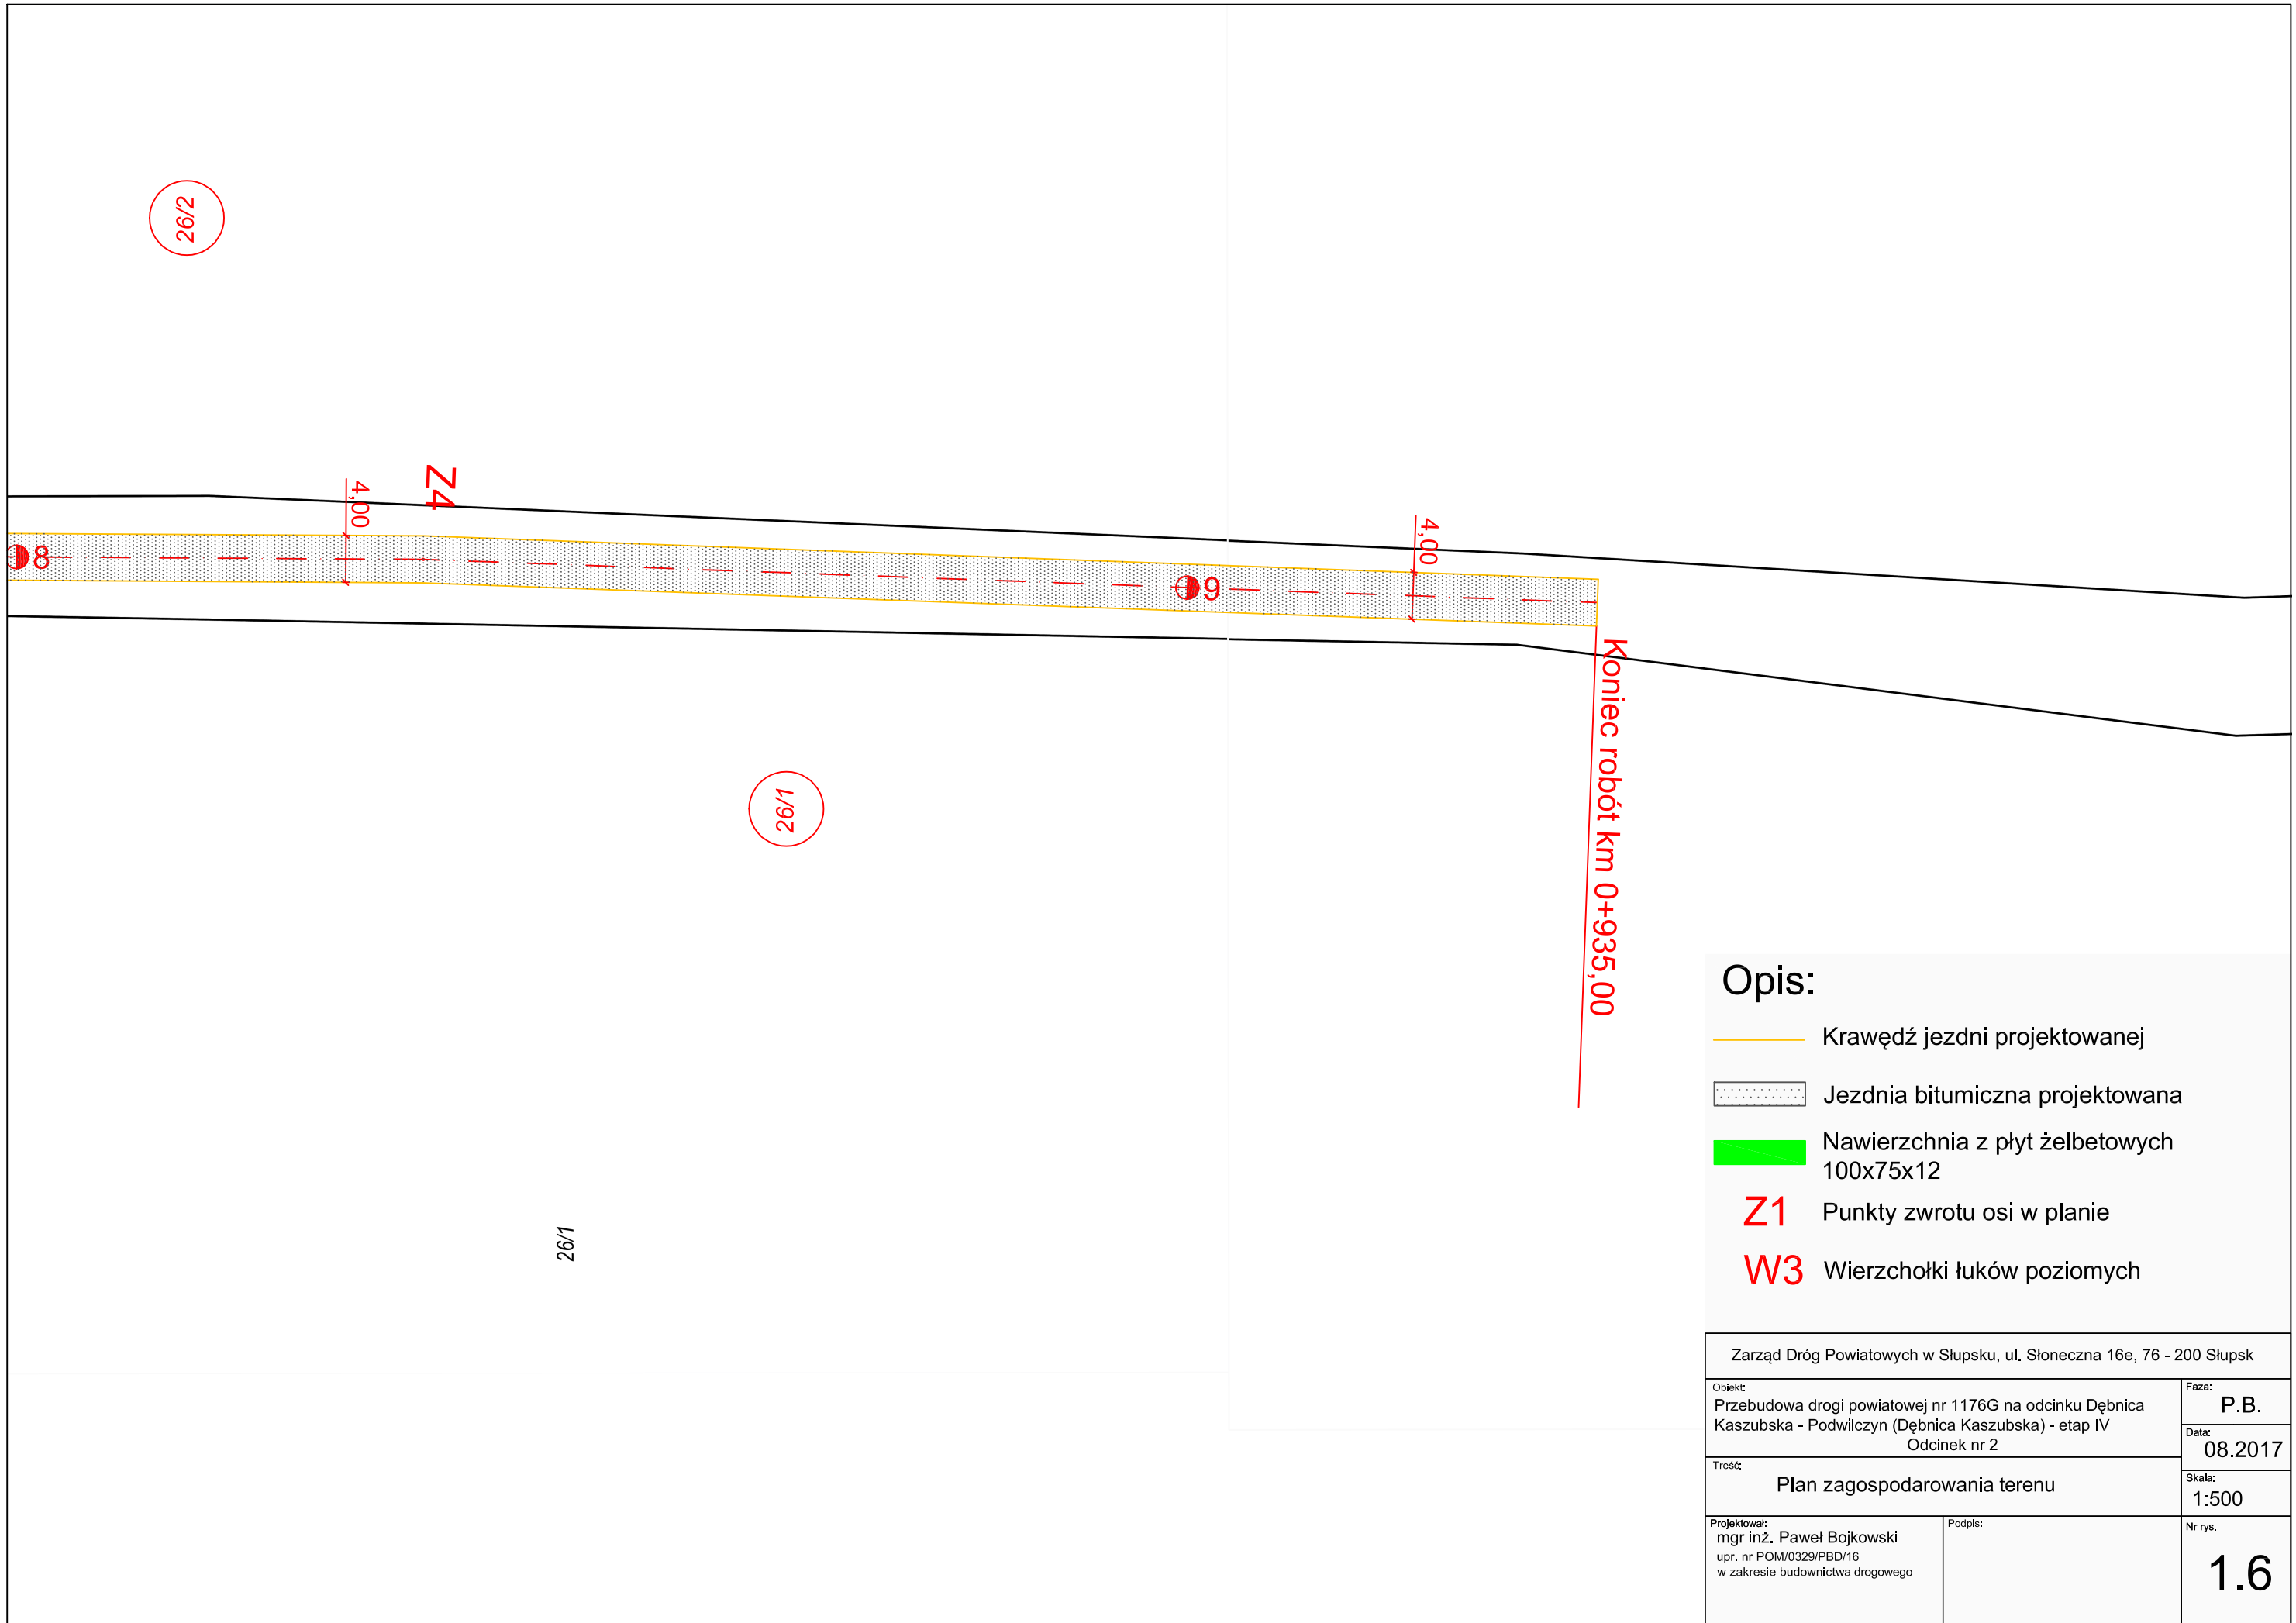 26/2
4,00
Z4
8
4,00
9
Koniec robót km 0+935,00
26/1
26/1
Opis:
Krawędź jezdni projektowanej
Jezdnia bitumiczna projektowana
Nawierzchnia z płyt żelbetowych
100x75x12
Z1 Punkty zwrotu osi w planie
W3 Wierzchołki łuków poziomych
Zarząd Dróg Powiatowych w Słupsku, ul. Słoneczna 16e, 76 - 200 Słupsk
Obiekt:
Przebudowa drogi powiatowej nr 1176G na odcinku Dębnica
Kaszubska - Podwilczyn (Dębnica Kaszubska) - etap IV
Odcinek nr 2
Faza:
P.B.
Data:
08.2017
Treść:
Plan zagospodarowania terenu
Skala:
1:500
Projektował:
mgr inż. Paweł Bojkowski
upr. nr POM/0329/PBD/16
w zakresie budownictwa drogowego
Podpis:
Nr rys.
1.6